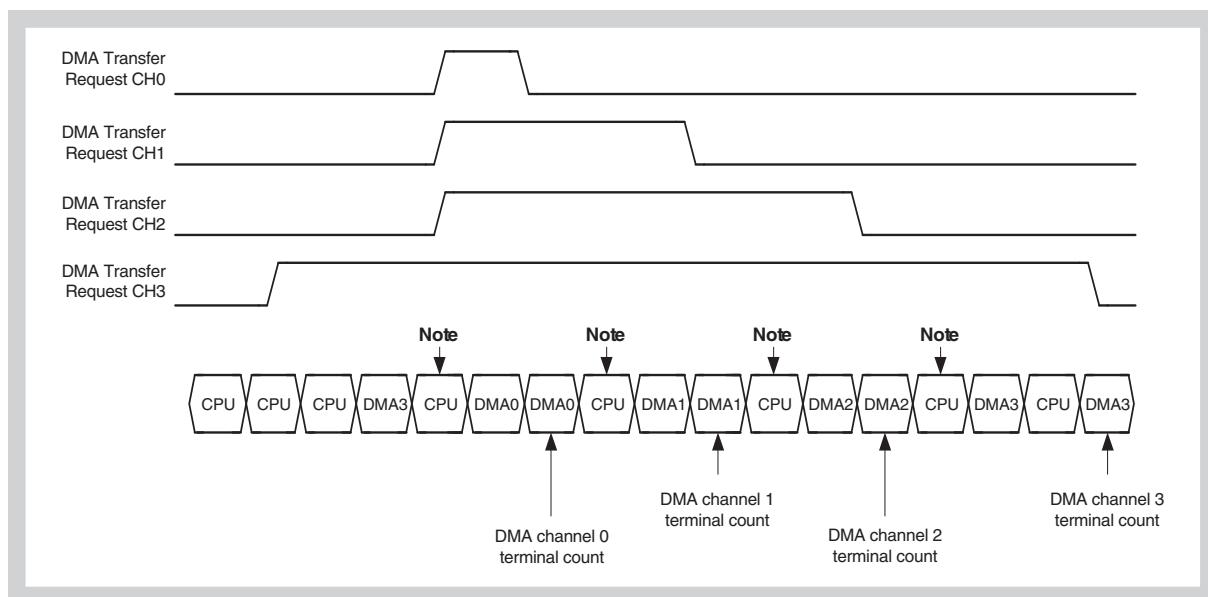 DMA Transfer
Request CH0
DMA Transfer
Request CH1
DMA Transfer
Request CH2
DMA Transfer
Request CH3
Note Note Note Note
CPU CPU CPU DMA3 CPU DMA0 DMA0 CPU DMA1 DMA1 CPU DMA2 DMA2 CPU DMA3 CPU DMA3
DMA channel 0
terminal count
DMA channel 1
terminal count
DMA channel 2
terminal count
DMA channel 3
terminal count